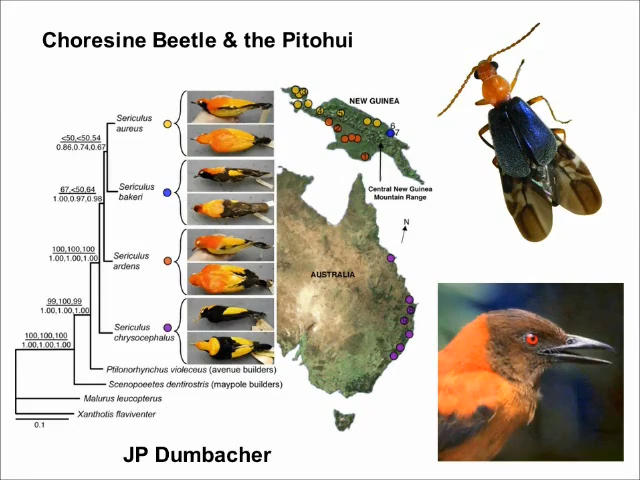 Choresine Beetle & the Pitohui
Sericulus
aureus
<50,<50,54
0.86,0.74,0.67
67,<50,64
1.00,0.97,0.98
Sericulus
bakeri
100,100,100
1.00,1.00,1.00
Sericulus
ardens
99,100,99
1.00,1.00,1.00
Sericulus
chrysocephalus
100,100,100
1.00,1.00,1.00
Ptilonorhynchus violeceus (avenue builders)
Scenopoeetes dentirostris (maypole builders)
Malurus leucopterus
Xanthotis flaviventer
0.1
NEW GUINEA
6
7
Central New Guinea
Mountain Range
N
AUSTRALIA
JP Dumbacher